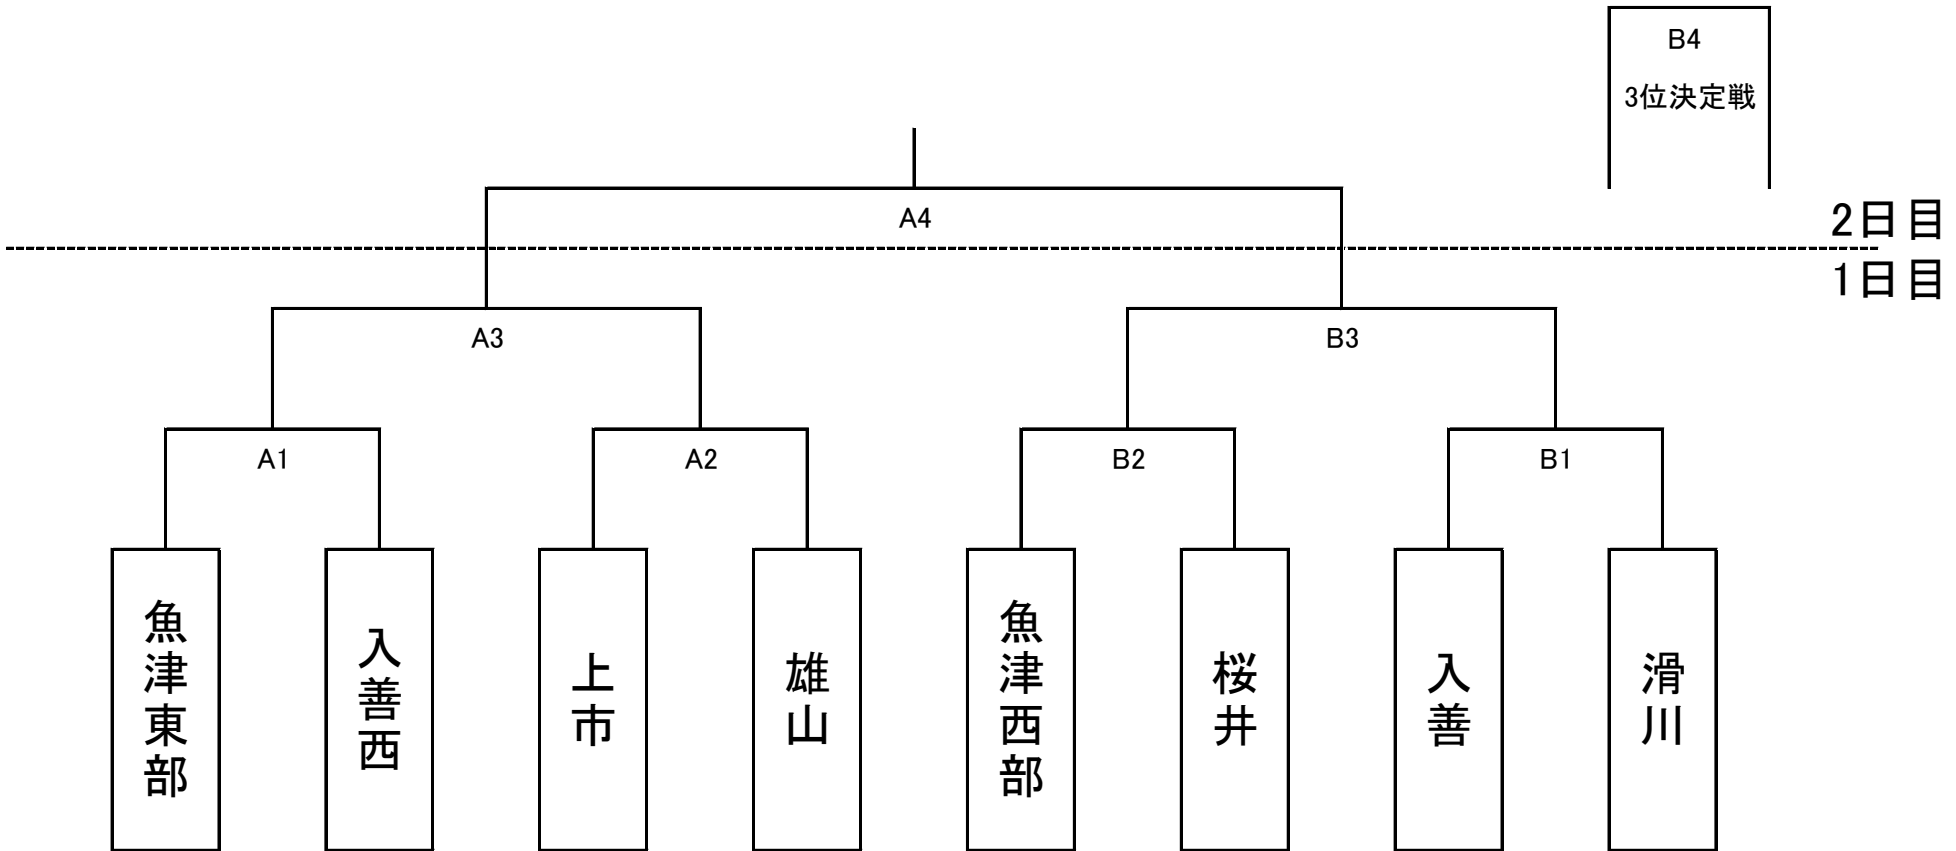 B4
3位決定戦
A4
2日目
1日目
A3
B3
A1
A2
B2
B1
魚津東部
入善西
上市
雄山
魚津西部
桜井
入善
滑川